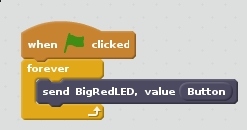 when clicked
forever
send BigRedLED, value Button